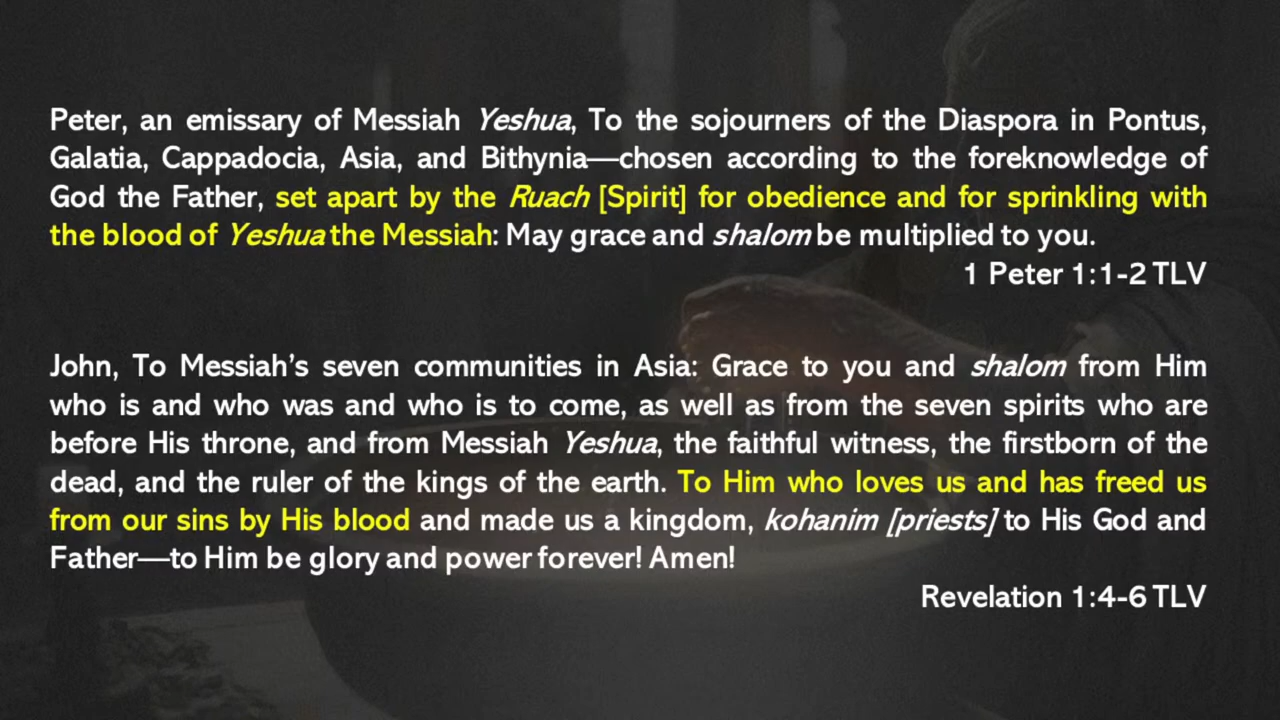 Peter, an emissary of Messiah Yeshua, To the sojourners of the Diaspora in Pontus,
Galatia, Cappadocia, Asia, and Bithynia—chosen according to the foreknowledge of
God the Father, set apart by the Ruach [Spirit] for obedience and for sprinkling with
the blood of Yeshua the Messiah: May grace and shalom be multiplied to you.
1 Peter 1:1-2 TLV
John, To Messiah’s seven communities in Asia: Grace to you and shalom from Him
who is and who was and who is to come, as well as from the seven spirits who are
before His throne, and from Messiah Yeshua, the faithful witness, the firstborn of the
dead, and the ruler of the kings of the earth. To Him who loves us and has freed us
from our sins by His blood and made us a kingdom, kohanim [priests] to His God and
Father—to Him be glory and power forever! Amen!
Revelation 1:4-6 TLV